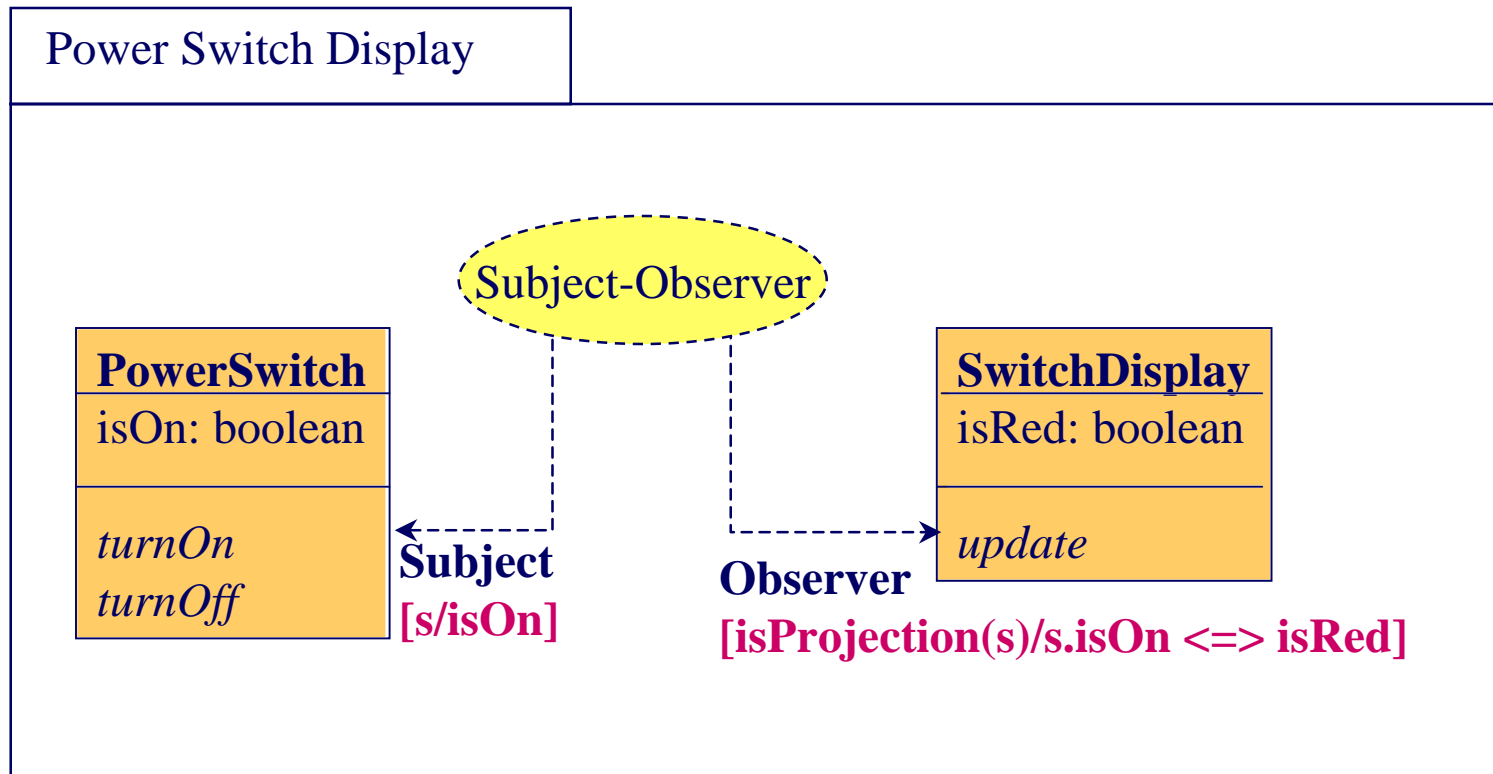 Power Switch Display
Subject-Observer
PowerSwitch
isOn: boolean
turnOn
turnOff
Subject
[s/isOn]
SwitchDisplay
isRed: boolean
update
Observer
[isProjection(s)/s.isOn <=> isRed]